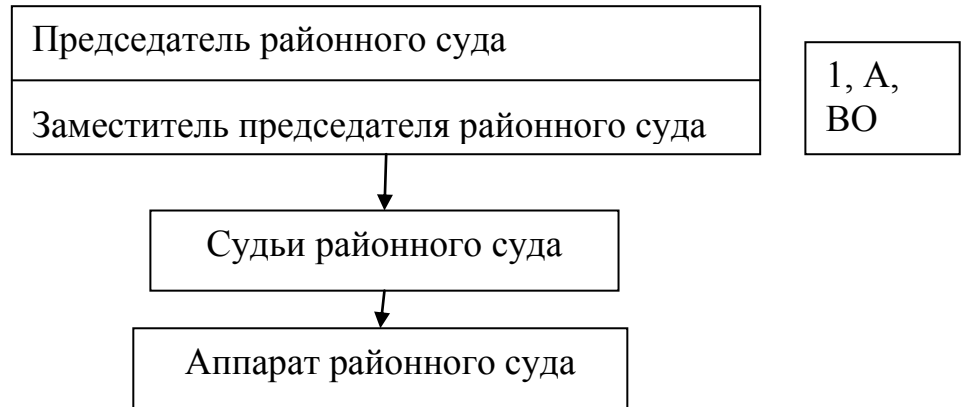 Председатель районного суда
Заместитель председателя районного суда
1, А,
ВО
Судьи районного суда
Аппарат районного суда